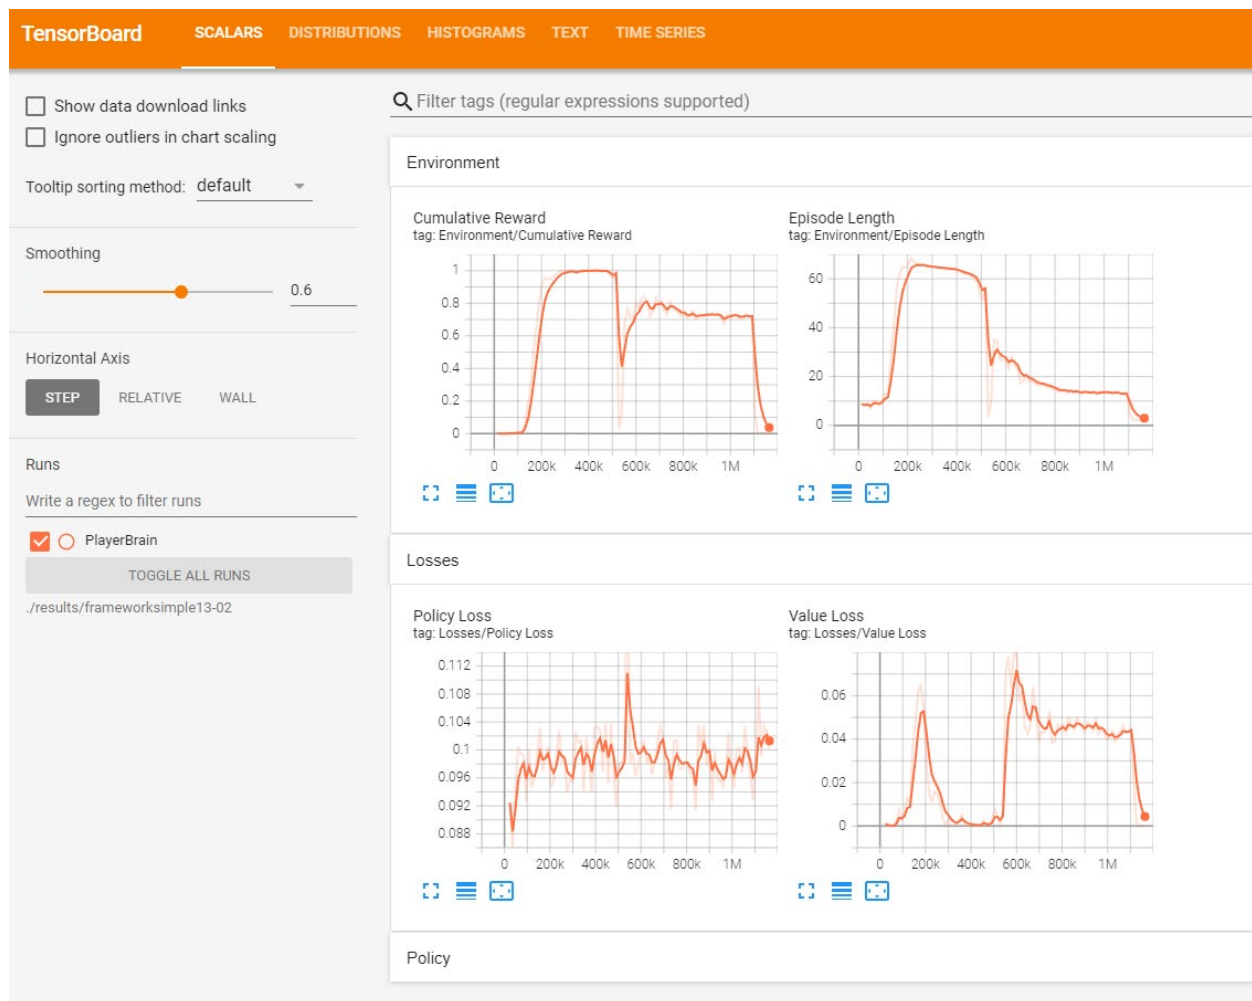 TensorBoard SCALARS DISTRIBUTIONS HISTOGRAMS TEXT TIME SERIES
Show data download links
Ignore outliers in chart scaling
Tooltip sorting method: default
Smoothing
0.6
Horizontal Axis
STEP RELATIVE WALL
Runs
Write a regex to filter runs
PlayerBrain
TOGGLE ALL RUNS
./results/frameworksimple13-02
Filter tags (regular expressions supported)
Environment
Cumulative Reward
tag: Environment/Cumulative Reward
1
0.8
0.6
0.4
0.2
0
0 200k 400k 600k 800k 1M
Episode Length
tag: Environment/Episode Length
60
40
20
0
0 200k 400k 600k 800k 1M
Losses
Policy Loss
tag: Losses/Policy Loss
0.112
0.108
0.104
0.1
0.096
0.092
0.088
0 200k 400k 600k 800k 1M
Value Loss
tag: Losses/Value Loss
0.06
0.04
0.02
0
0 200k 400k 600k 800k 1M
Policy